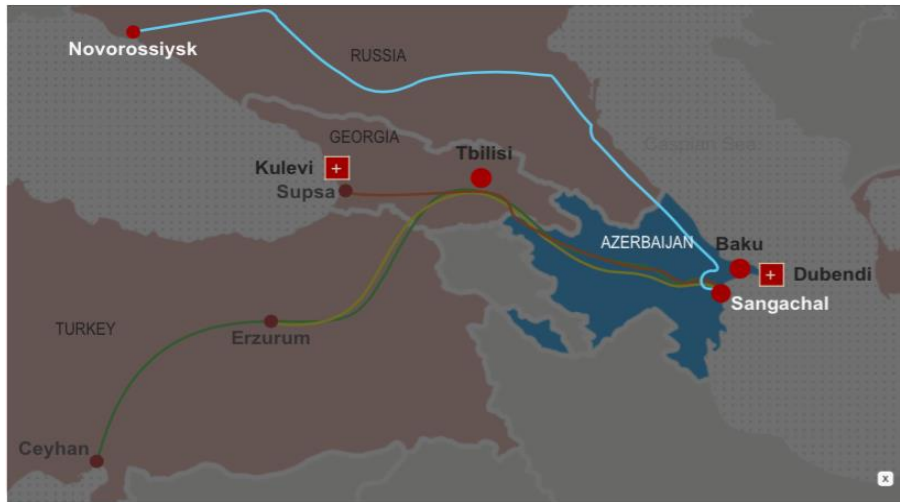 Novorossiysk
RUSSIA
GEORGIA
Caspian Sea
Tbilisi
Kulevi
Supsa
AZERBAIJAN
Baku
Dubendi
Sangachal
TURKEY
Erzurum
Ceyhan
x